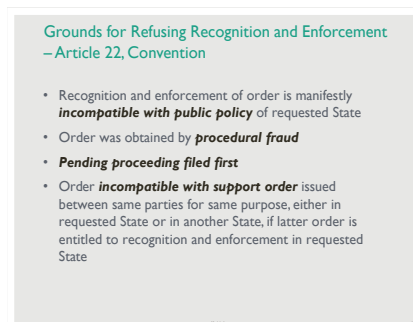 Grounds for Refusing Recognition and Enforcement
– Article 22, Convention
• Recognition and enforcement of order is manifestly
incompatible with public policy of requested State
• Order was obtained by procedural fraud
• Pending proceeding filed first
• Order incompatible with support order issued
between same parties for same purpose, either in
requested State or in another State, if latter order is
entitled to recognition and enforcement in requested
State